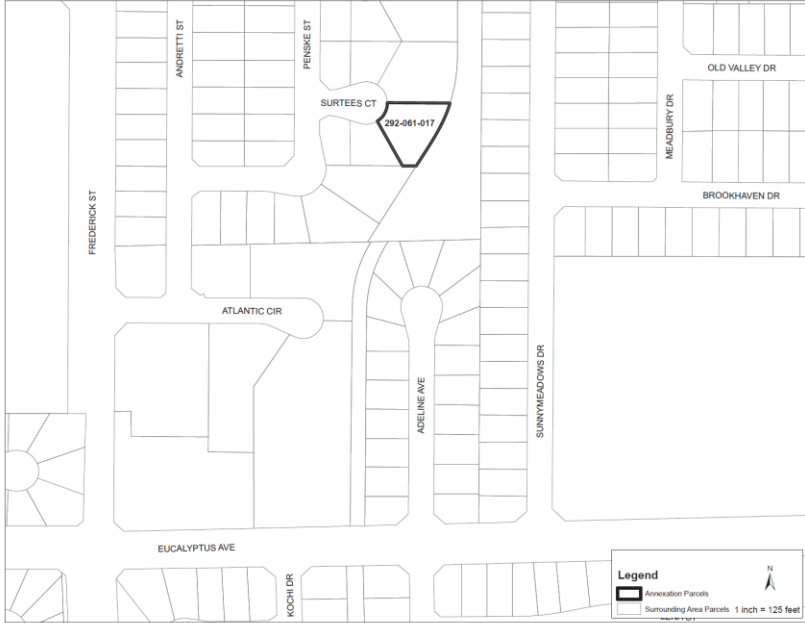 ANDRETTI ST
PENSKE ST
OLD VALLEY DR
SURTEES CT
292-061-017
MEADBURY DR
BROOKHAVEN DR
FREDERICK ST
ATLANTIC CIR
ADELINE AVE
SUNNYMEADOWS DR
EUCALYPTUS AVE
KOCHI DR
Legend
N
Annexation Parcels
Surrounding Area Parcels 1 inch = 125 feet